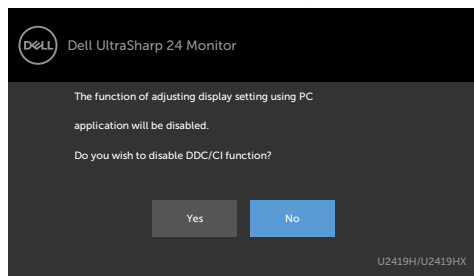 DELL
Dell UltraSharp 24 Monitor
The function of adjusting display setting using PC
application will be disabled.
Do you wish to disable DDC/CI function?
Yes
No
U2419H/U2419HX